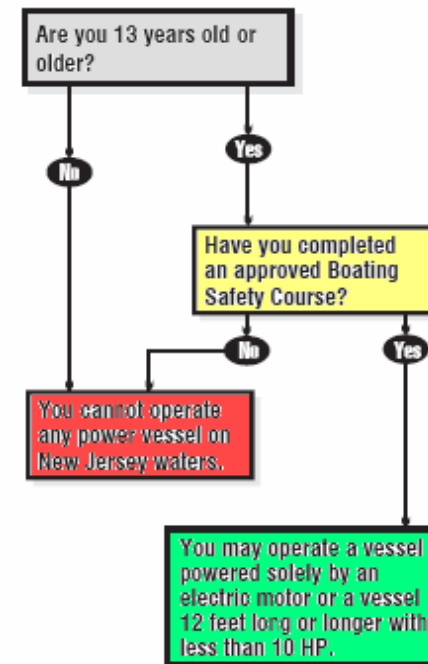 Are you 13 years old or
older?
No
Yes
Have you completed
an approved Boating
Safety Course?
No
Yes
You cannot operate
any power vessel on
New Jersey waters.
You may operate a vessel
powered solely by an
electric motor or a vessel
12 feet long or longer with
less than 10 HP.